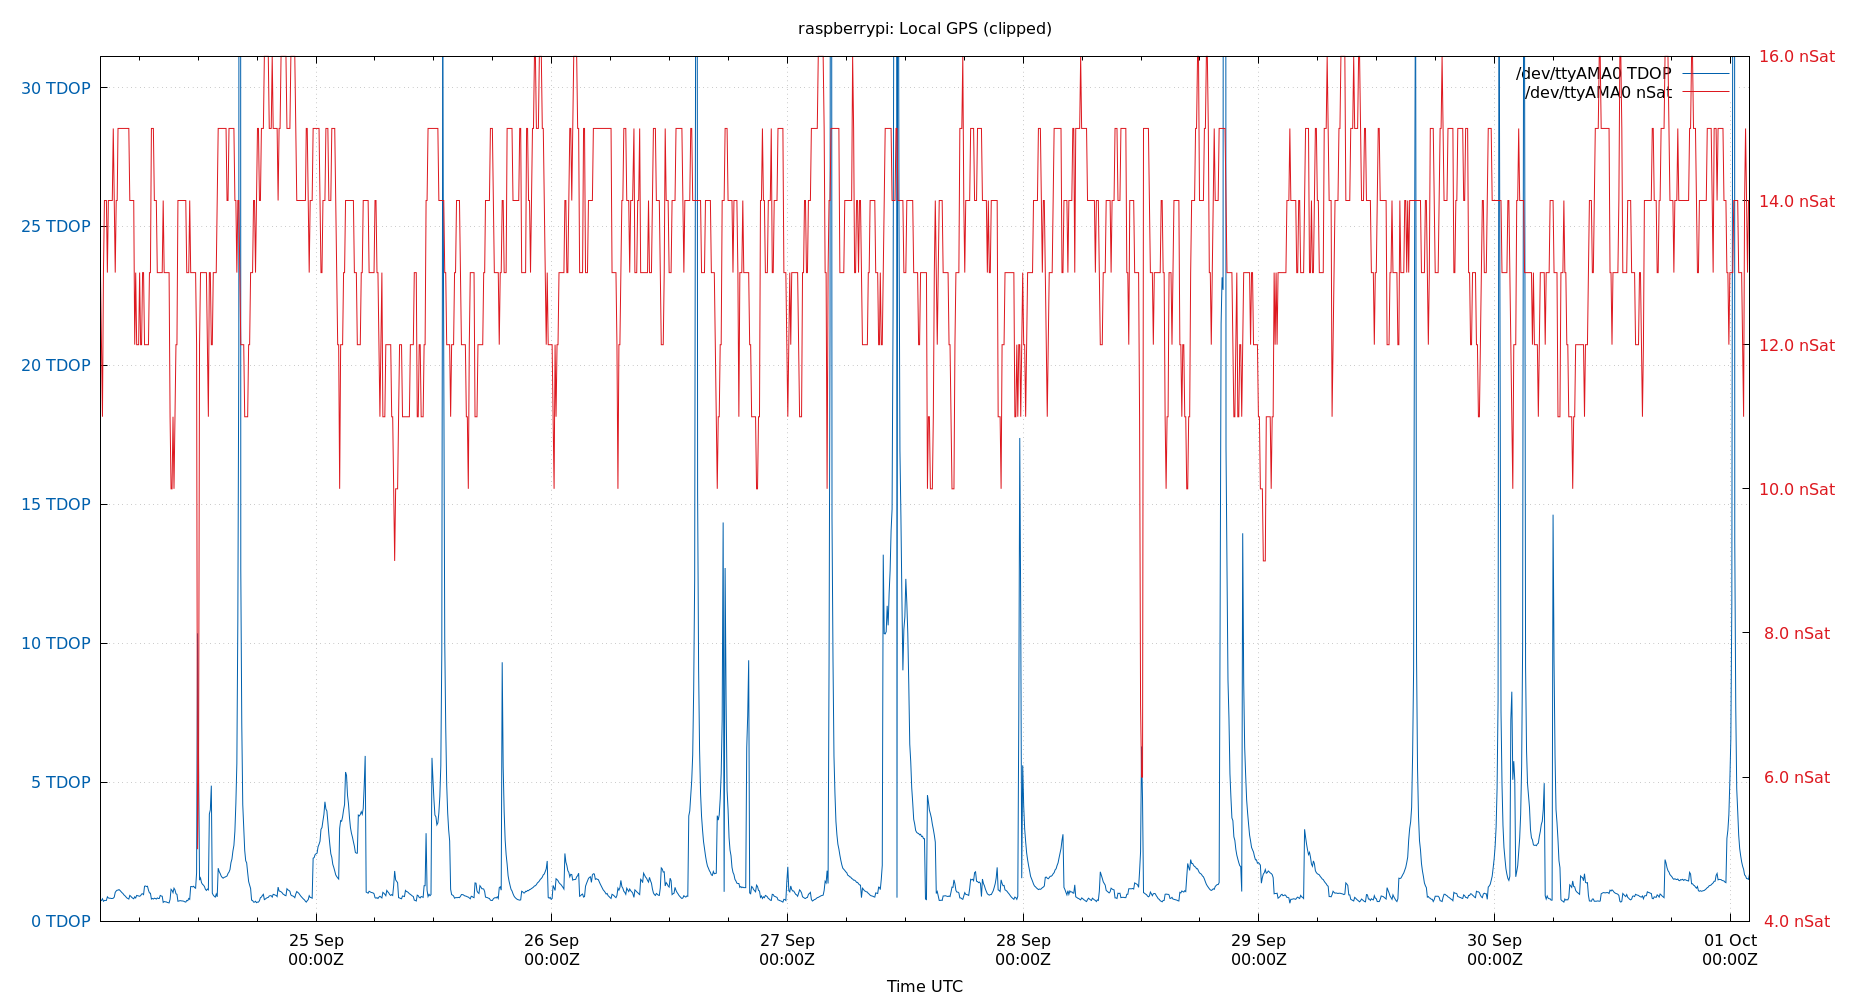 raspberrypi: Local GPS (clipped)
30 TDOP
25 TDOP
20 TDOP
15 TDOP
10 TDOP
5 TDOP
0 TDOP
16.0 nSat
14.0 nSat
12.0 nSat
10.0 nSat
8.0 nSat
6.0 nSat
4.0 nSat
/dev/ttyAMA0 TDOP
/dev/ttyAMA0 nSat
25 Sep
00:00Z
26 Sep
00:00Z
27 Sep
00:00Z
28 Sep
00:00Z
29 Sep
00:00Z
30 Sep
00:00Z
01 Oct
00:00Z
Time UTC